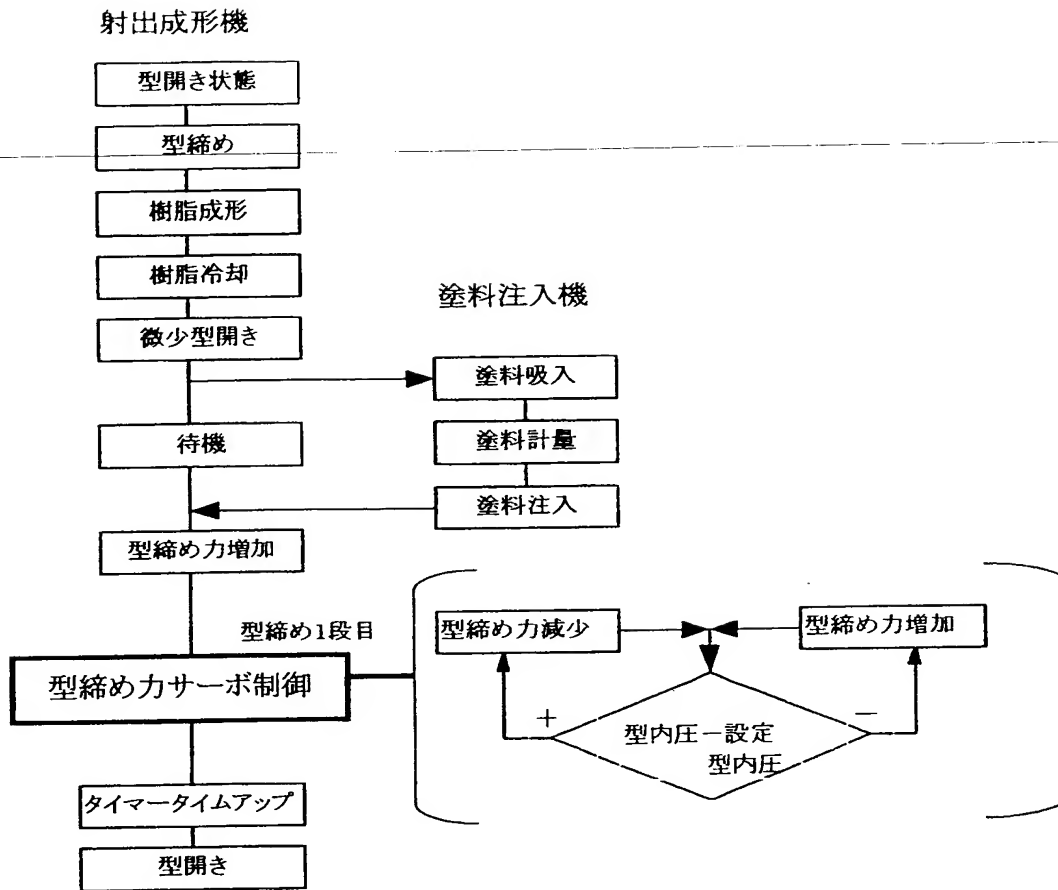 射出成形機
型開き状態
型締め
樹脂成形
樹脂冷却
微少型開き
塗料注入機
塗料吸入
待機
塗料計量
塗料注入
型締め力増加
型締め1段目
型締め力減少
型締め力増加
型締め力サーボ制御
+
−
型内圧－設定
型内圧
タイマータイムアップ
型開き